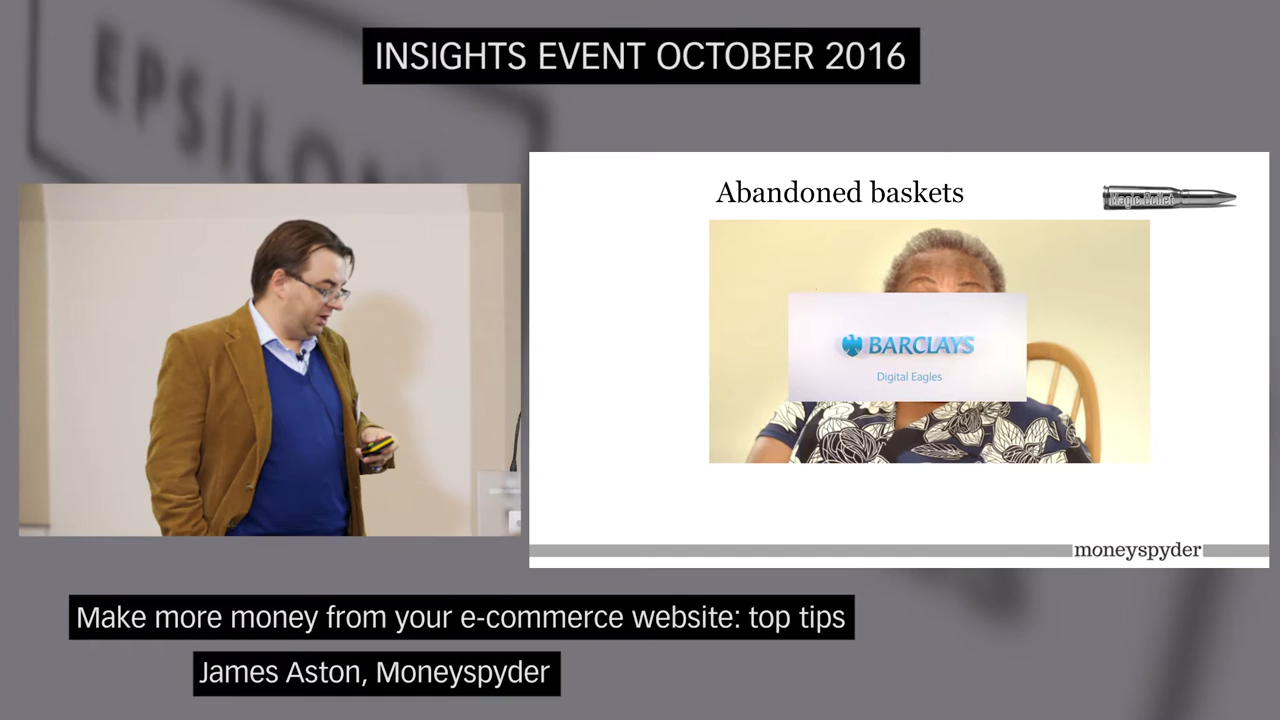 INSIGHTS EVENT OCTOBER 2016
EPSILON
Abandoned baskets
Magic Bullet
BARCLAYS
Digital Eagles
moneyspyder
Make more money from your e-commerce website: top tips
James Aston, Moneyspyder